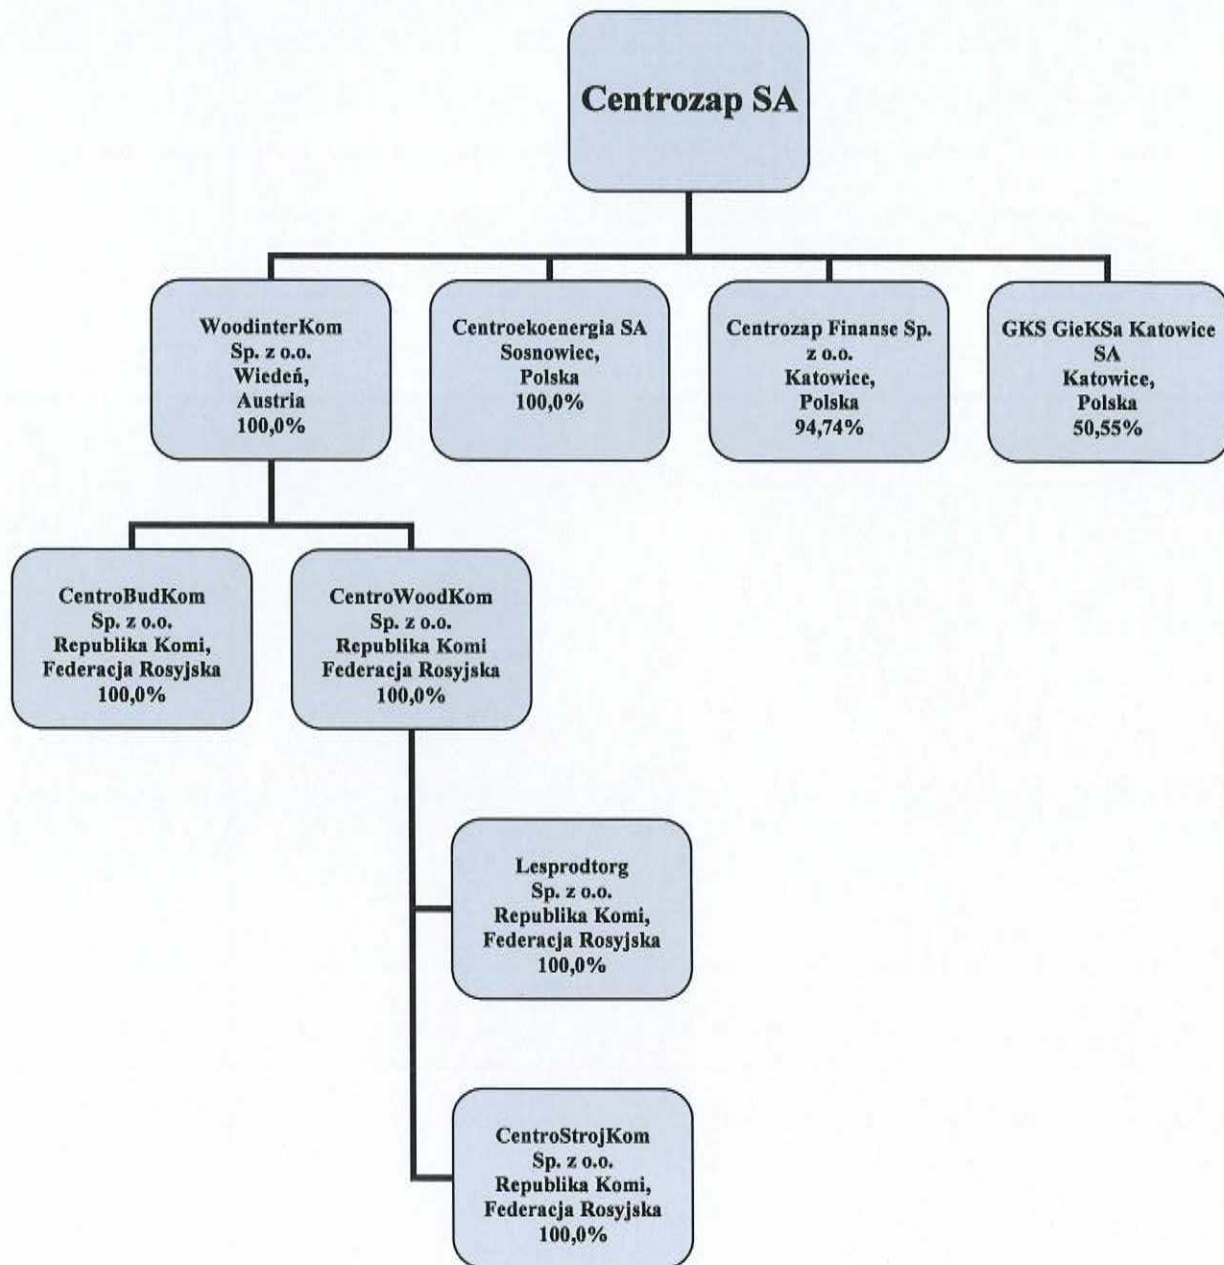 Centrozap SA
WoodinterKom
Sp. z o.o.
Wiedeń,
Austria
100,0%
Centroekoenergia SA
Sosnowiec,
Polska
100,0%
Centrozap Finanse Sp.
z o.o.
Katowice,
Polska
94,74%
GKS GieKSa Katowice
SA
Katowice,
Polska
50,55%
CentroBudKom
Sp. z o.o.
Republika Komi,
Federacja Rosyjska
100,0%
CentroWoodKom
Sp. z o.o.
Republika Komi
Federacja Rosyjska
100,0%
Lesprodtorg
Sp. z o.o.
Republika Komi,
Federacja Rosyjska
100,0%
CentroStrojKom
Sp. z o.o.
Republika Komi,
Federacja Rosyjska
100,0%